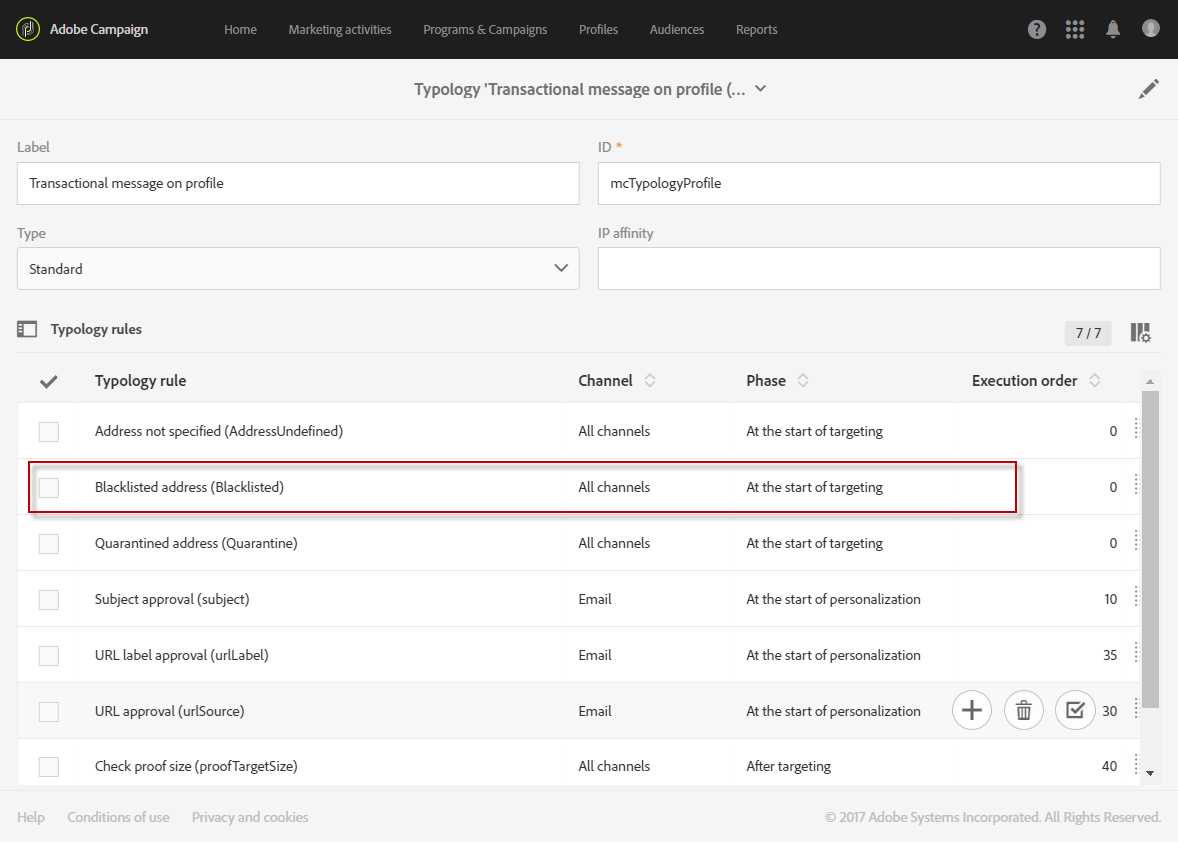 Adobe Campaign Home Marketing activities Programs & Campaigns Profiles Audiences Reports
Typology 'Transactional message on profile (...
Label ID *
Transactional message on profile mcTypologyProfile
Type IP affinity
Standard
Typology rules 7 / 7
Typology rule Channel Phase Execution order
Address not specified (AddressUndefined) All channels At the start of targeting 0
Blacklisted address (Blacklisted) All channels At the start of targeting 0
Quarantined address (Quarantine) All channels At the start of targeting 0
Subject approval (subject) Email At the start of personalization 10
URL label approval (urlLabel) Email At the start of personalization 35
URL approval (urlSource) Email At the start of personalization 30
Check proof size (proofTargetSize) All channels After targeting 40
Help Conditions of use Privacy and cookies © 2017 Adobe Systems Incorporated. All Rights Reserved.